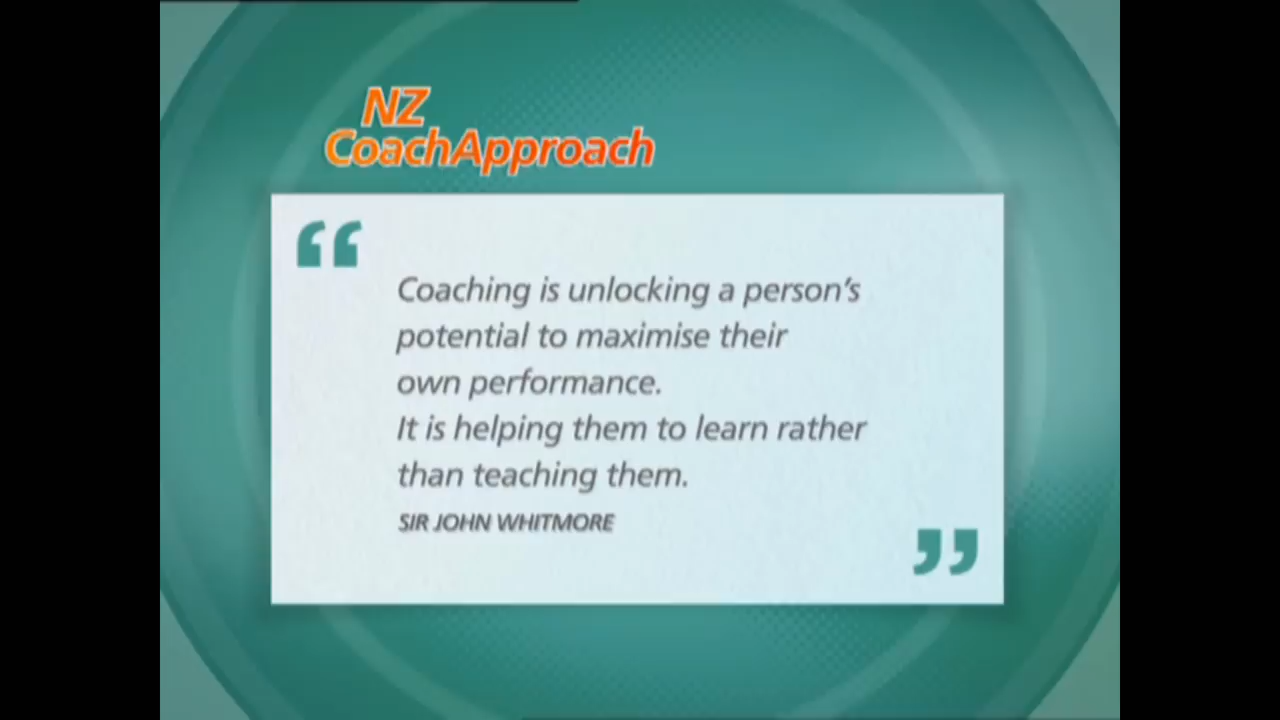 NZ
CoachApproach
“
Coaching is unlocking a person’s
potential to maximise their
own performance.
It is helping them to learn rather
than teaching them.
SIR JOHN WHITMORE
”